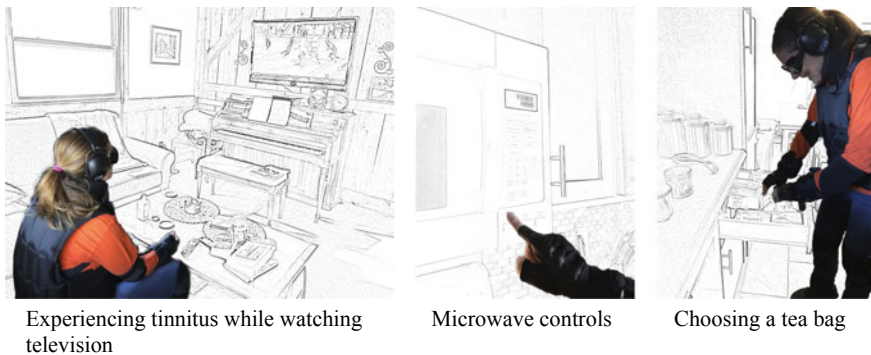 Experiencing tinnitus while watching
television
Microwave controls
Choosing a tea bag